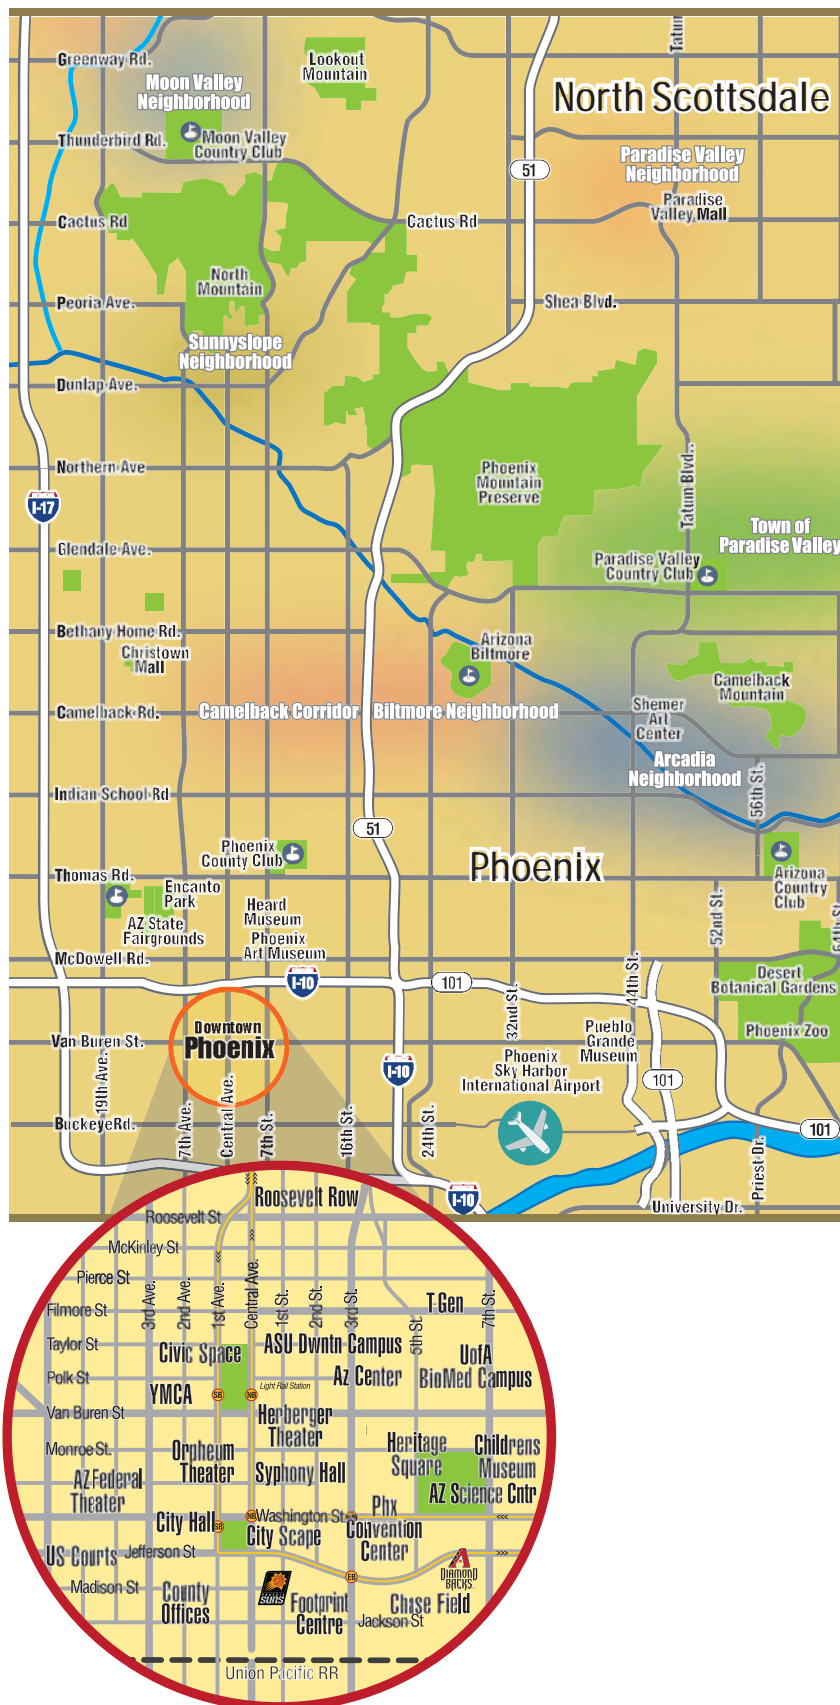 Tatum
Greenway Rd.
Lookout
Mountain
Moon Valley
Neighborhood
North Scottsdale
Thunderbird Rd.
Moon Valley
Country Club
51
Paradise Valley
Neighborhood
Paradise
Valley Mall
Cactus Rd
Cactus Rd
North
Mountain
Peoria Ave.
Shea Blvd.
Sunnyslope
Neighborhood
Dunlap Ave.
Northern Ave
Phoenix
Mountain
Preserve
Tatum Blvd..
I-17
Glendale Ave.
Town of
Paradise Valley
Paradise Valley
Country Club
Bethany Home Rd.
Christown
Mall
Arizona
Biltmore
Camelback
Mountain
Camelback Rd.
Camelback Corridor
Biltmore Neighborhood
Shemer
Art
Center
Arcadia
Neighborhood
56th St.
Indian School Rd
51
Phoenix
County Club
Phoenix
Thomas Rd.
Encanto
Park
AZ State
Fairgrounds
Heard
Museum
Phoenix
Art Museum
Arizona
Country
Club
52nd St.
64th St
McDowell Rd.
I-10
101
32nd St.
44th St.
Desert
Botanical Gardens
Downtown
Phoenix
Van Buren St.
Pueblo
Grande
Museum
Phoenix Zoo
I-10
Phoenix
Sky Harbor
International Airport
101
19th Ave.
BuckeyeRd.
7th Ave.
Central Ave.
7th St.
16th St.
24th St.
101
Priest Dr.
I-10
University Dr.
Roosevelt Row
Roosevelt St
McKinley St
Pierce St
Filmore St
3rd Ave.
2nd Ave.
1st Ave.
Central Ave.
1st St.
2nd St.
3rd St.
5th St.
7th St.
T-Gen
Taylor St
Civic Space
ASU Dwntn Campus
UofA
BioMed Campus
Polk St
Az Center
YMCA
SB
NB
Light Rail Station
Van Buren St
Herberger
Theater
Monroe St.
Orpheum
Theater
Heritage
Square
Childrens
Museum
AZ Federal
Theater
Syphony Hall
AZ Science Cntr
Phx
Convention
Center
City Hall
SB
NB
Washington St
City Scape
US Courts
Jefferson St
DIAMOND
BACKS
EB
Madison St
County
Offices
SUNS
Footprint
Centre
Chase Field
Jackson St
Union Pacific RR